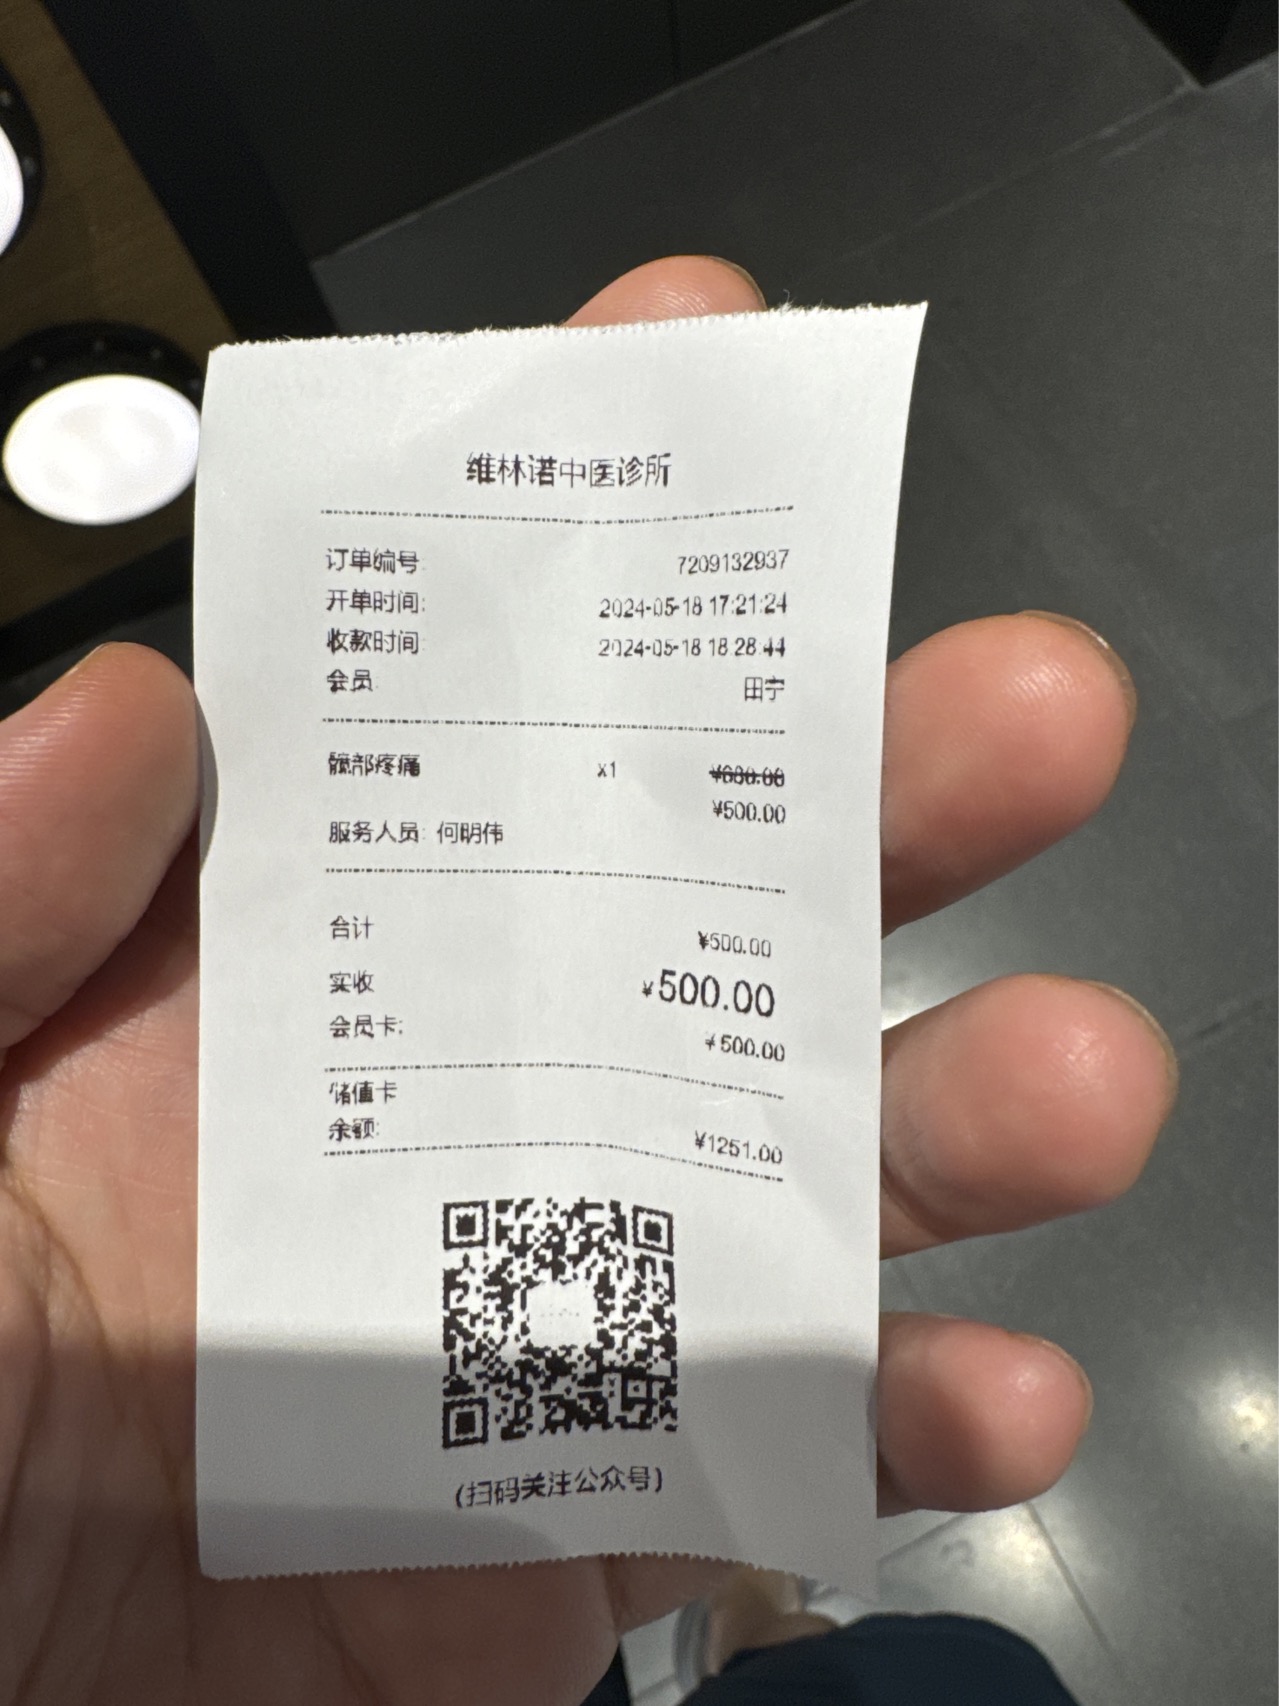 维林诺中医诊所
订单编号: 7209132937
开单时间: 2024-05-18 17:21:24
收款时间: 2024-05-18 18:28:44
会员: 田宁
髋部疼痛 x1 ¥680.00
¥500.00
服务人员: 何明伟
合计 ¥500.00
实收 ¥500.00
会员卡: ¥500.00
储值卡
余额: ¥1251.00
(扫码关注公众号)